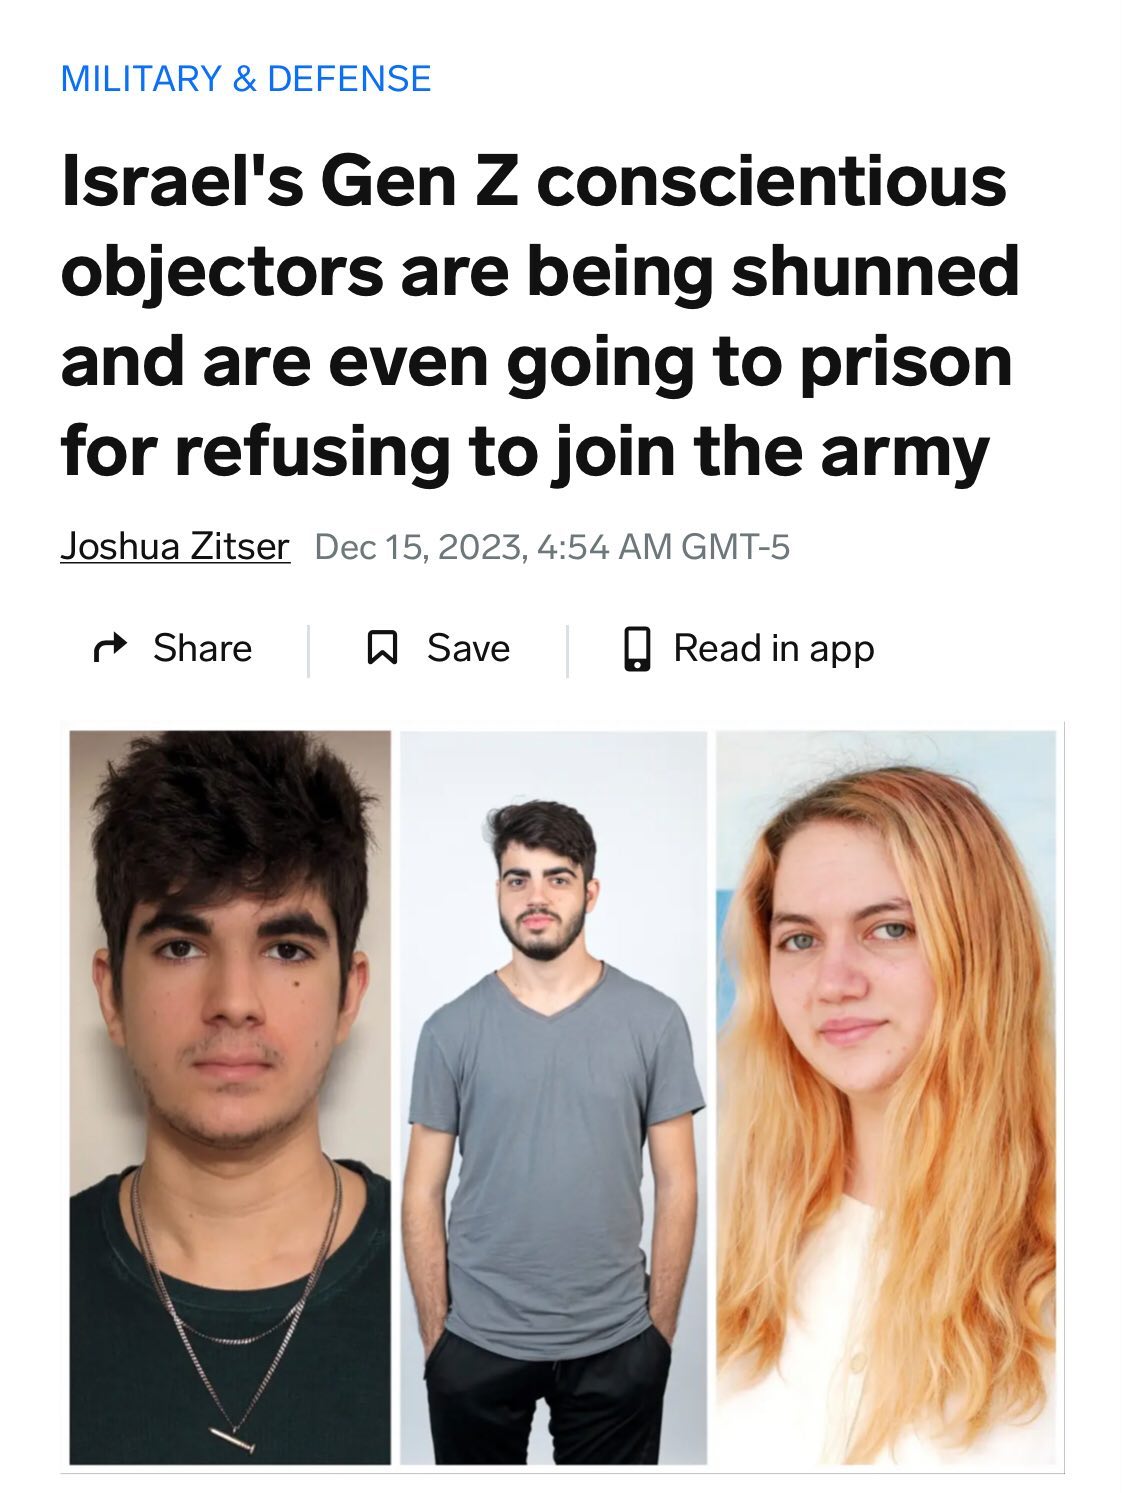 MILITARY & DEFENSE
Israel's Gen Z conscientious
objectors are being shunned
and are even going to prison
for refusing to join the army
Joshua Zitser Dec 15, 2023, 4:54 AM GMT-5
Share Save Read in app